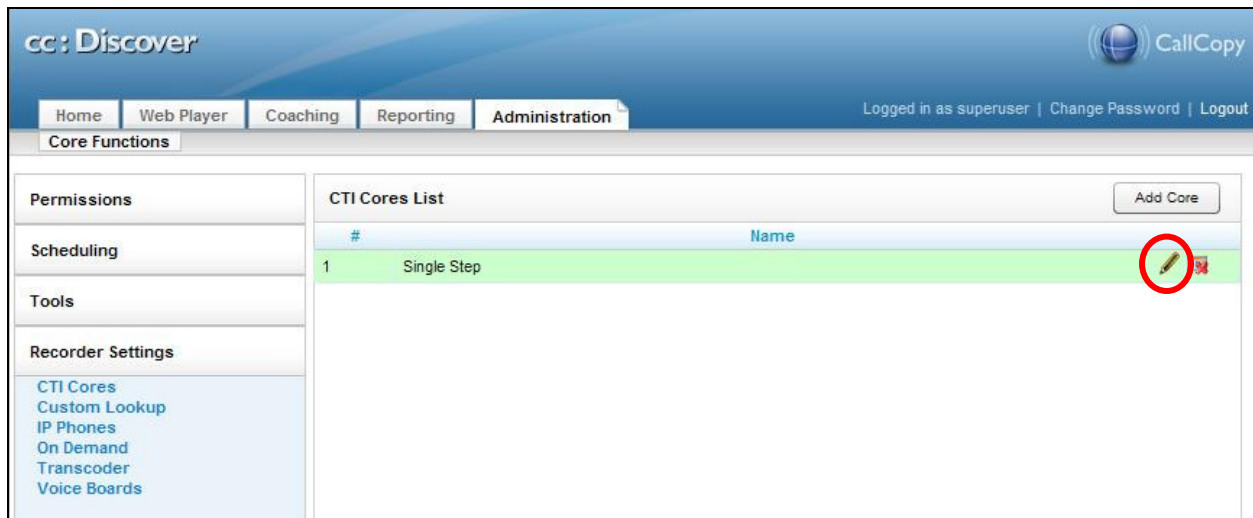 cc: Discover
CallCopy
Home Web Player Coaching Reporting Administration
Logged in as superuser | Change Password | Logout
Core Functions
Permissions
Scheduling
Tools
Recorder Settings
CTI Cores
Custom Lookup
IP Phones
On Demand
Transcoder
Voice Boards
CTI Cores List
Add Core
# Name
1 Single Step